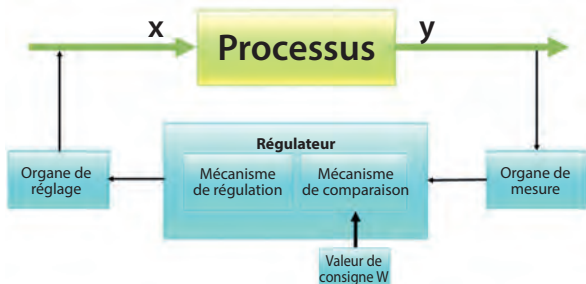 x
Processus
y
Régulateur
Organe de
réglage
Mécanisme
de régulation
Mécanisme
de comparaison
Organe de
mesure
Valeur de
consigne W